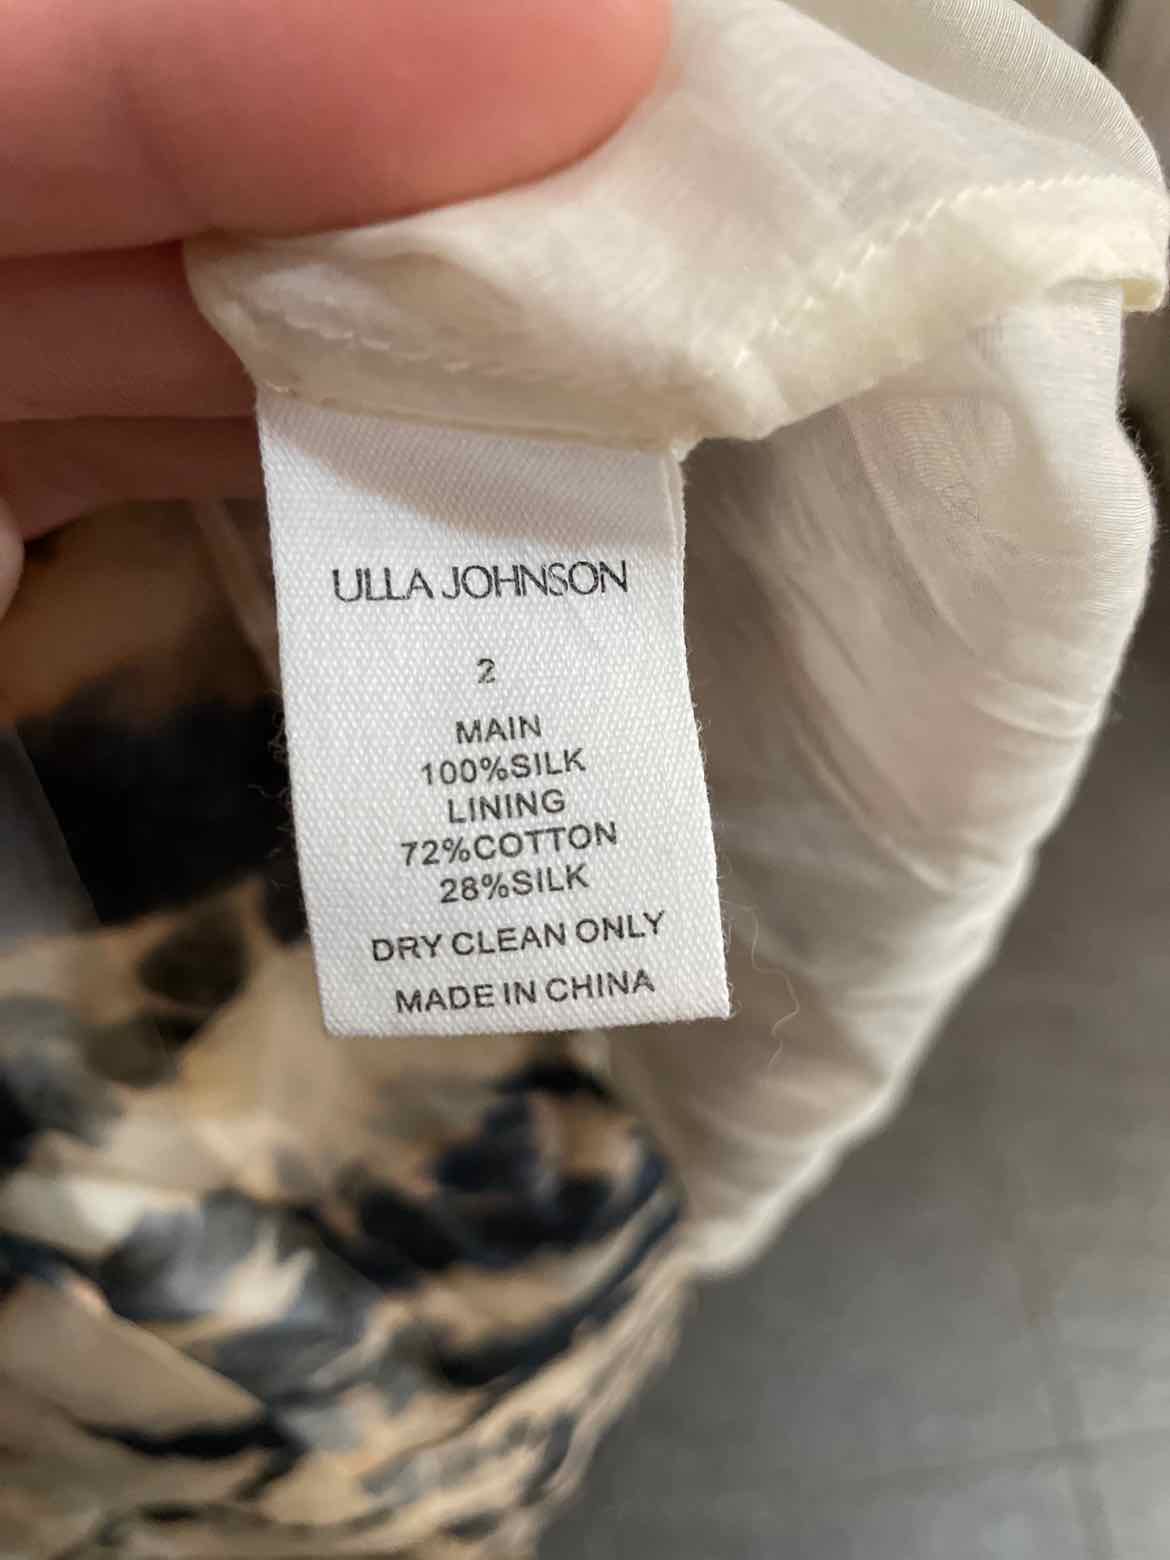 ULLA JOHNSON
2
MAIN
100%SILK
LINING
72%COTTON
28%SILK
DRY CLEAN ONLY
MADE IN CHINA